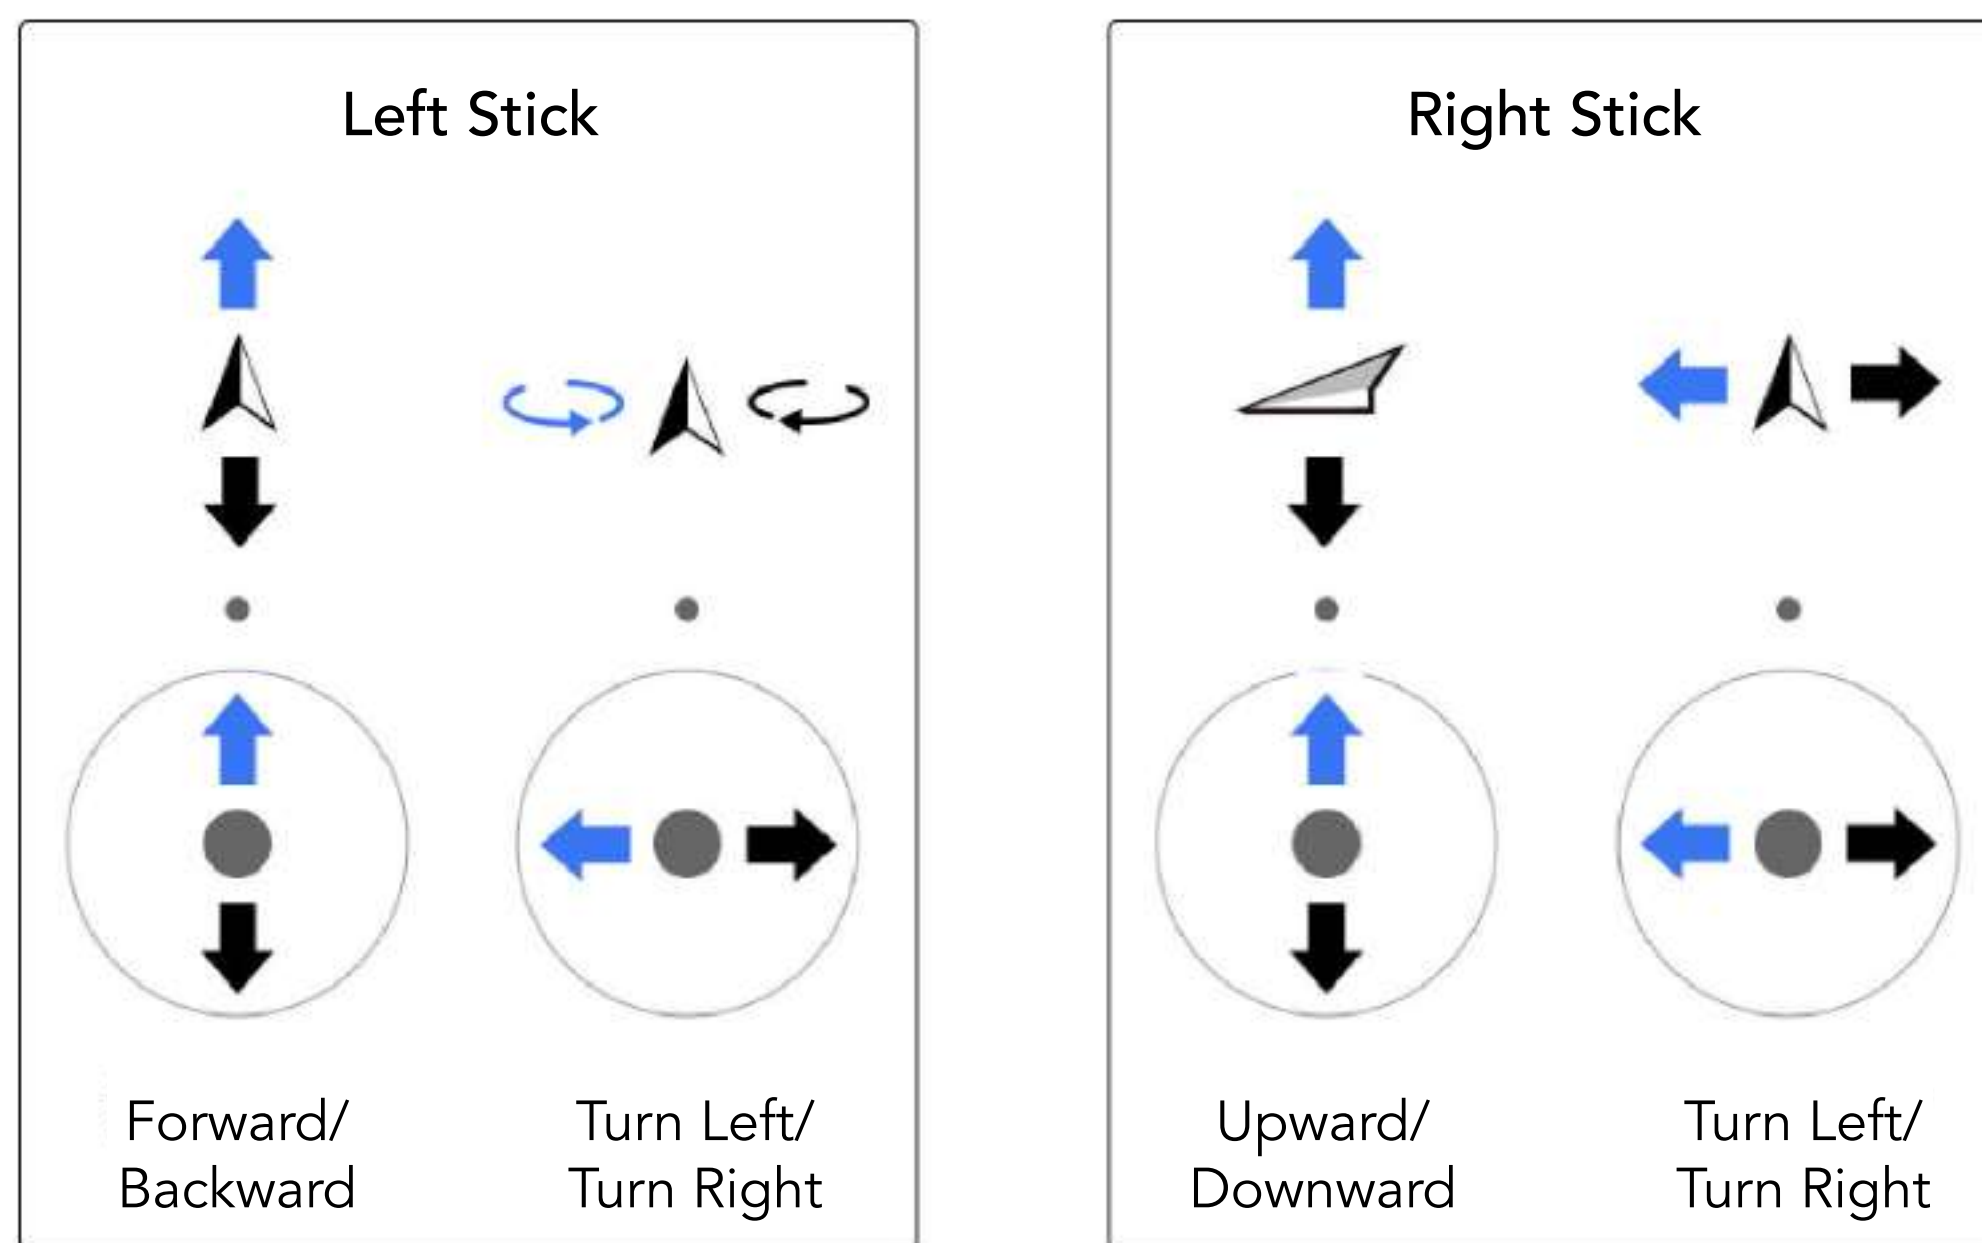 Left Stick
Forward/
Backward
Turn Left/
Turn Right
Right Stick
Upward/
Downward
Turn Left/
Turn Right